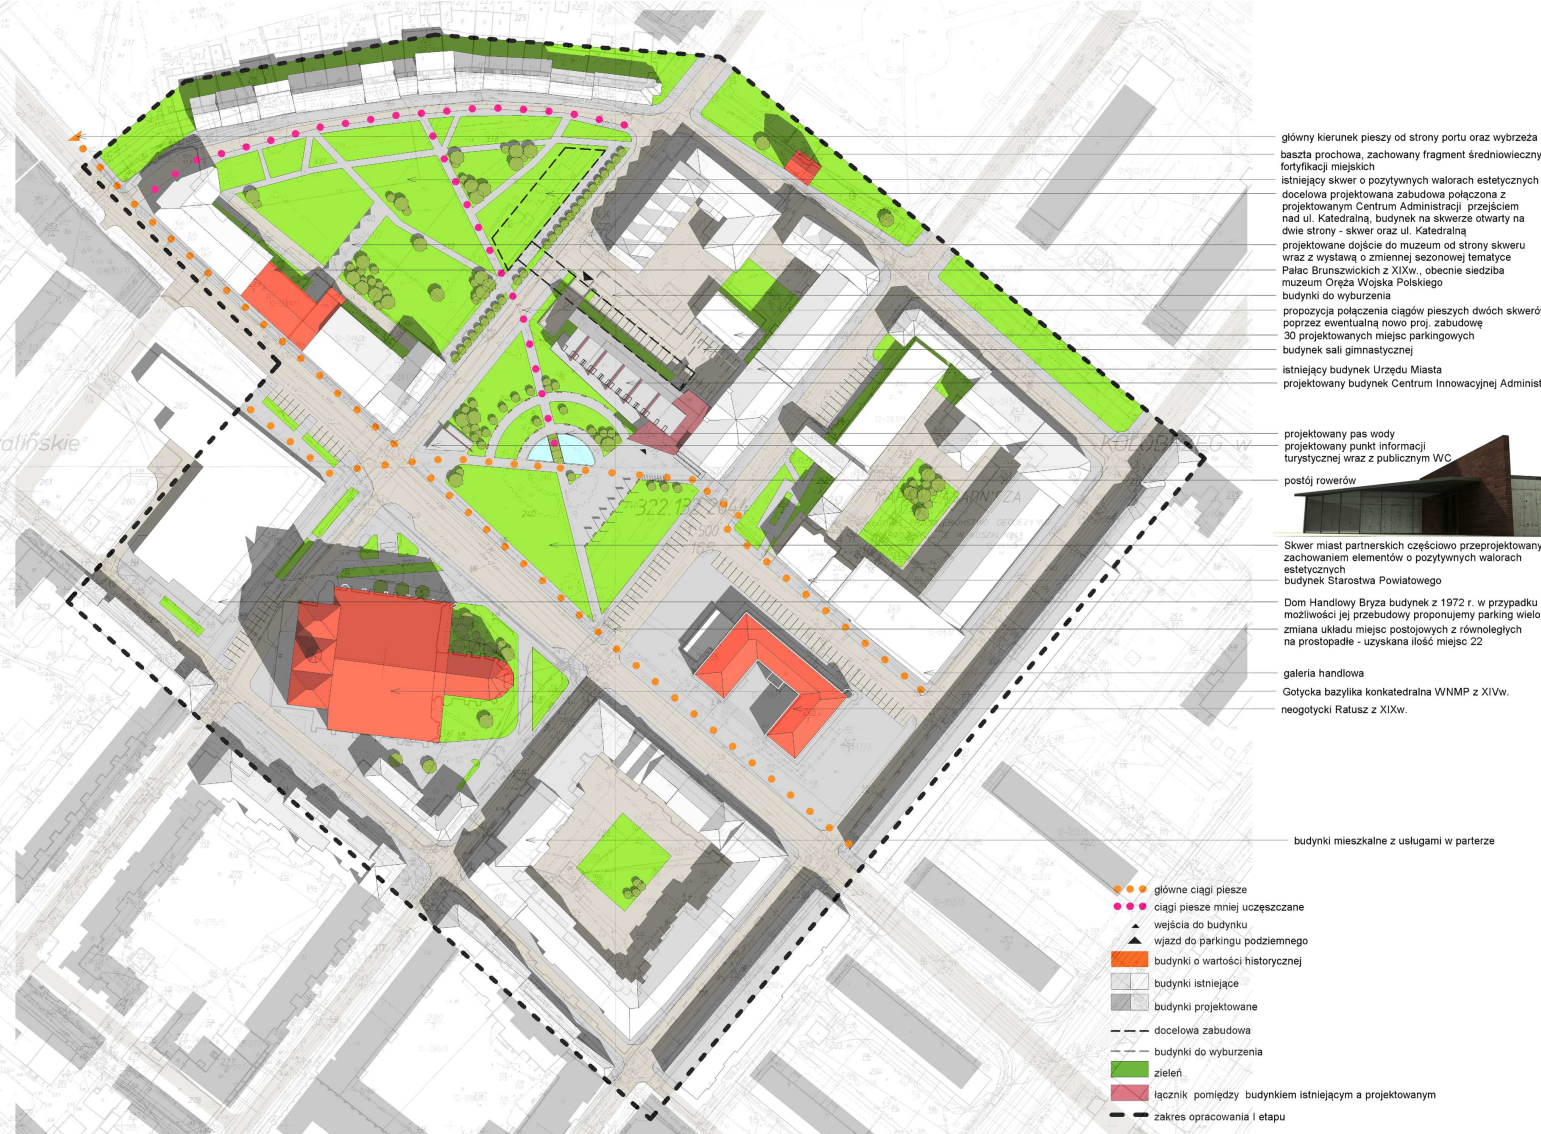 główny kierunek pieszy od strony portu oraz wybrzeża
baszta prochowa, zachowany fragment średniowieczny
fortyfikacji miejskich
istniejący skwer o pozytywnych walorach estetycznych
docelowa projektowana zabudowa połączona z
projektowanym Centrum Administracji przejściem
nad ul. Katedralną, budynek na skwerze otwarty na
dwie strony - skwer oraz ul. Katedralną
projektowane dojście do muzeum od strony skweru
wraz z wystawą o zmiennej sezonowej tematyce
Pałac Brunszwickich z XIXw., obecnie siedziba
muzeum Oręża Wojska Polskiego
budynki do wyburzenia
propozycja połączenia ciągów pieszych dwóch skweró
poprzez ewentualną nowo proj. zabudowę
30 projektowanych miejsc parkingowych
budynek sali gimnastycznej
istniejący budynek Urzędu Miasta
projektowany budynek Centrum Innowacyjnej Administ
projektowany pas wody
projektowany punkt informacji
turystycznej wraz z publicznym WC
postój rowerów
Skwer miast partnerskich częściowo przeprojektowany
zachowaniem elementów o pozytywnych walorach
estetycznych
budynek Starostwa Powiatowego
Dom Handlowy Bryza budynek z 1972 r. w przypadku
możliwości jej przebudowy proponujemy parking wielo
zmiana układu miejsc postojowych z równoległych
na prostopadłe - uzyskana ilość miejsc 22
galeria handlowa
Gotycka bazylika konkatedralna WNMP z XIVw.
neogotycki Ratusz z XIXw.
budynki mieszkalne z usługami w parterze
główne ciągi piesze
ciągi piesze mniej uczęszczane
wejścia do budynku
wjazd do parkingu podziemnego
budynki o wartości historycznej
budynki istniejące
budynki projektowane
docelowa zabudowa
budynki do wyburzenia
zieleń
łącznik pomiędzy budynkiem istniejącym a projektowanym
zakres opracowania I etapu